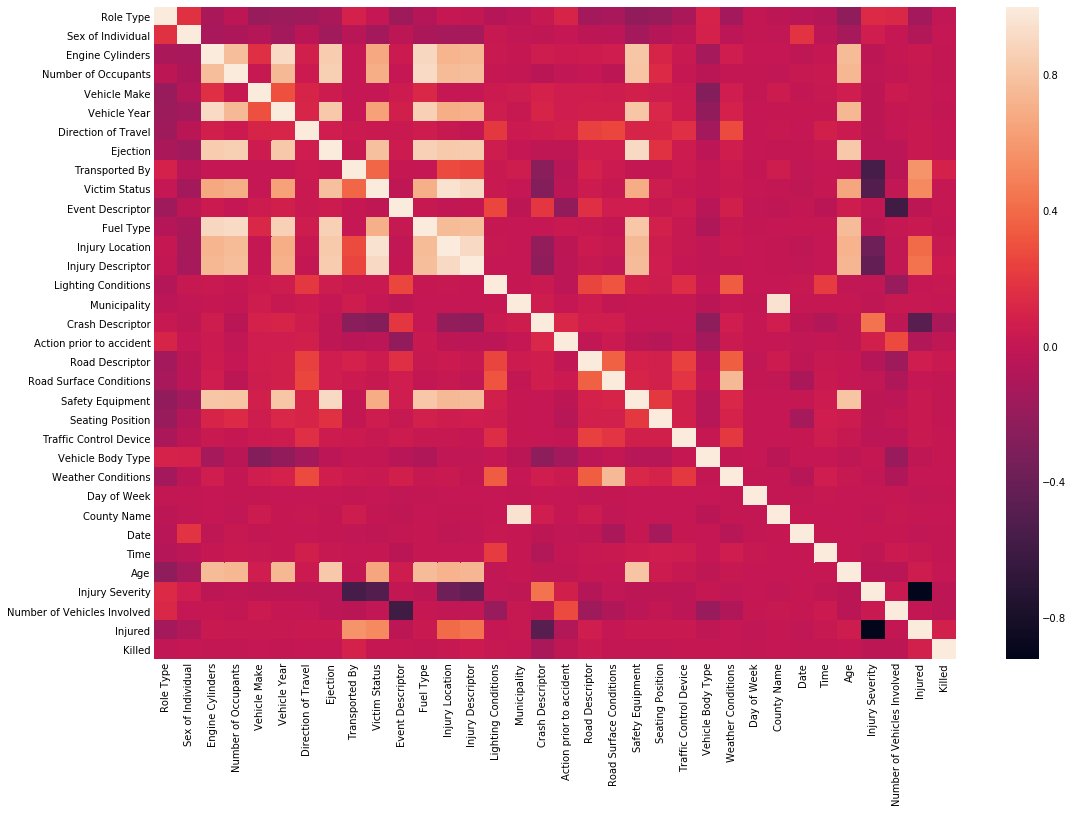 Role Type
Sex of Individual
Engine Cylinders
Number of Occupants
Vehicle Make
Vehicle Year
Direction of Travel
Ejection
Transported By
Victim Status
Event Descriptor
Fuel Type
Injury Location
Injury Descriptor
Lighting Conditions
Municipality
Crash Descriptor
Action prior to accident
Road Descriptor
Road Surface Conditions
Safety Equipment
Seating Position
Traffic Control Device
Vehicle Body Type
Weather Conditions
Day of Week
County Name
Date
Time
Age
Injury Severity
Number of Vehicles Involved
Injured
Killed
Role Type
Sex of Individual
Engine Cylinders
Number of Occupants
Vehicle Make
Vehicle Year
Direction of Travel
Ejection
Transported By
Victim Status
Event Descriptor
Fuel Type
Injury Location
Injury Descriptor
Lighting Conditions
Municipality
Crash Descriptor
Action prior to accident
Road Descriptor
Road Surface Conditions
Safety Equipment
Seating Position
Traffic Control Device
Vehicle Body Type
Weather Conditions
Day of Week
County Name
Date
Time
Age
Injury Severity
Number of Vehicles Involved
Injured
Killed
0.8
0.4
0.0
−0.4
−0.8